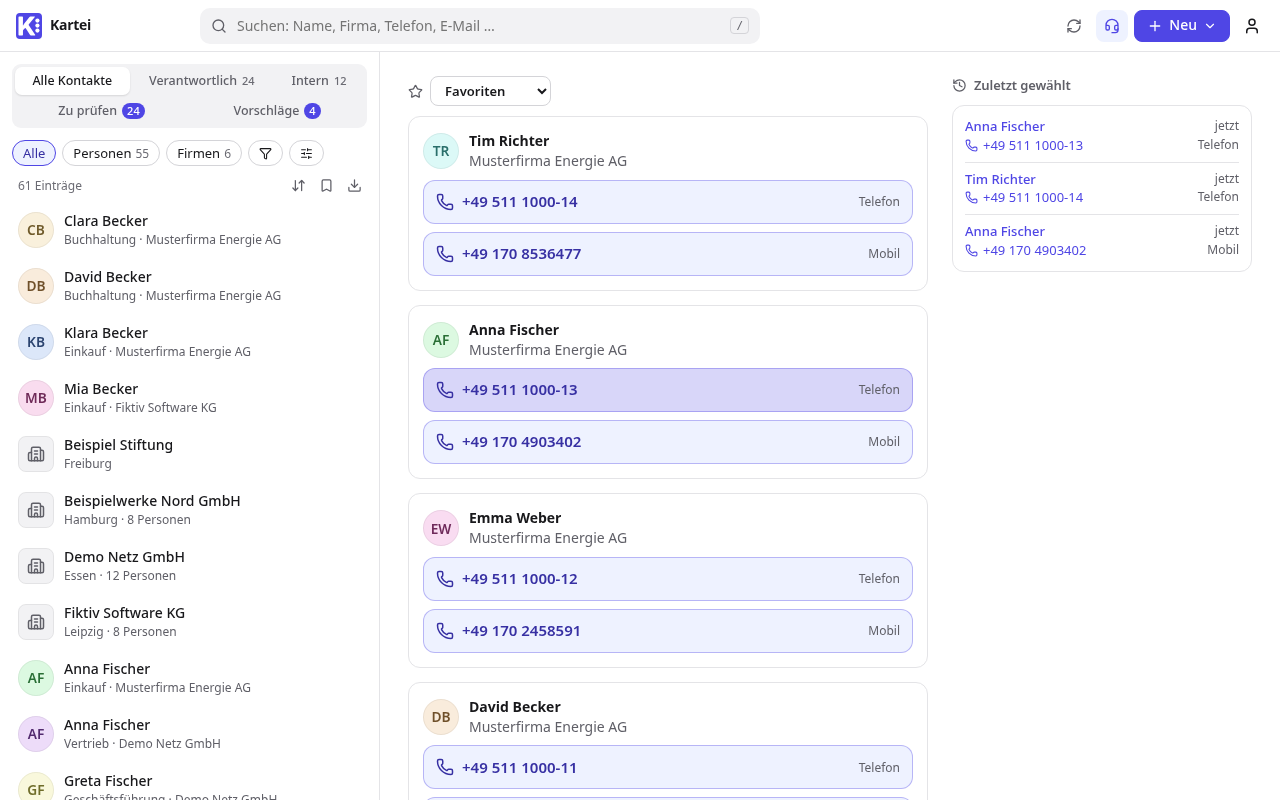 Kartei
Suchen: Name, Firma, Telefon, E-Mail ...
/
Neu
Alle Kontakte
Verantwortlich 24
Intern 12
Zu prüfen 24
Vorschläge 4
Alle
Personen 55
Firmen 6
61 Einträge
CB
Clara Becker
Buchhaltung · Musterfirma Energie AG
DB
David Becker
Buchhaltung · Musterfirma Energie AG
KB
Klara Becker
Einkauf · Musterfirma Energie AG
MB
Mia Becker
Einkauf · Fiktiv Software KG
Beispiel Stiftung
Freiburg
Beispielwerke Nord GmbH
Hamburg · 8 Personen
Demo Netz GmbH
Essen · 12 Personen
Fiktiv Software KG
Leipzig · 8 Personen
AF
Anna Fischer
Einkauf · Musterfirma Energie AG
AF
Anna Fischer
Vertrieb · Demo Netz GmbH
GF
Greta Fischer
Geschäftsführung · Demo Netz GmbH
Favoriten
TR
Tim Richter
Musterfirma Energie AG
+49 511 1000-14 Telefon
+49 170 8536477 Mobil
AF
Anna Fischer
Musterfirma Energie AG
+49 511 1000-13 Telefon
+49 170 4903402 Mobil
EW
Emma Weber
Musterfirma Energie AG
+49 511 1000-12 Telefon
+49 170 2458591 Mobil
DB
David Becker
Musterfirma Energie AG
+49 511 1000-11 Telefon
Zuletzt gewählt
Anna Fischer jetzt
+49 511 1000-13 Telefon
Tim Richter jetzt
+49 511 1000-14 Telefon
Anna Fischer jetzt
+49 170 4903402 Mobil